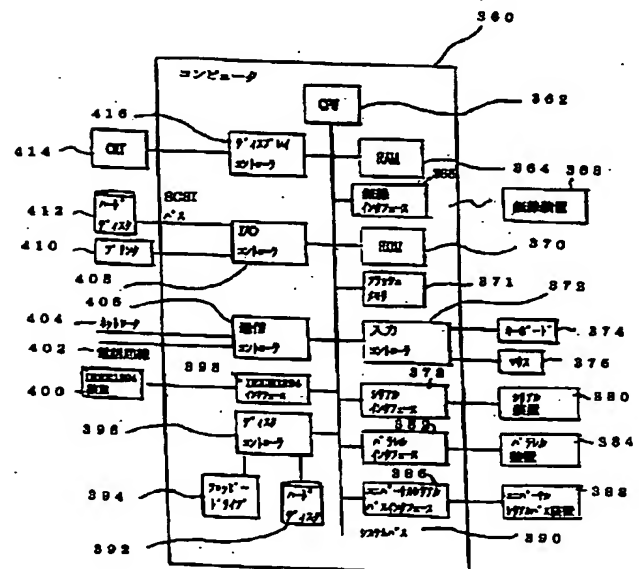 360
コンピュータ
CPU
362
416
414
CRT
ディスプレイ
コントローラ
RAM
364
365
368
無線
インタフェース
無線装置
412
ハード
ディスク
SCSI
バス
410
プリンタ
I/O
コントローラ
408
ROM
370
フラッシュ
メモリ
371
372
406
404
ネットワーク
402
通信
コントローラ
入力
コントローラ
キーボード
374
マウス
376
400
IEEE1394
装置
398
IEEE1394
インタフェース
378
シリアル
インタフェース
シリアル
装置
380
396
ディスク
コントローラ
382
パラレル
インタフェース
パラレル
装置
384
394
フロッピー
ドライブ
392
ハード
ディスク
386
ユニバーサルシリアル
バスインタフェース
ユニバーサル
シリアルバス装置
388
システムバス
390